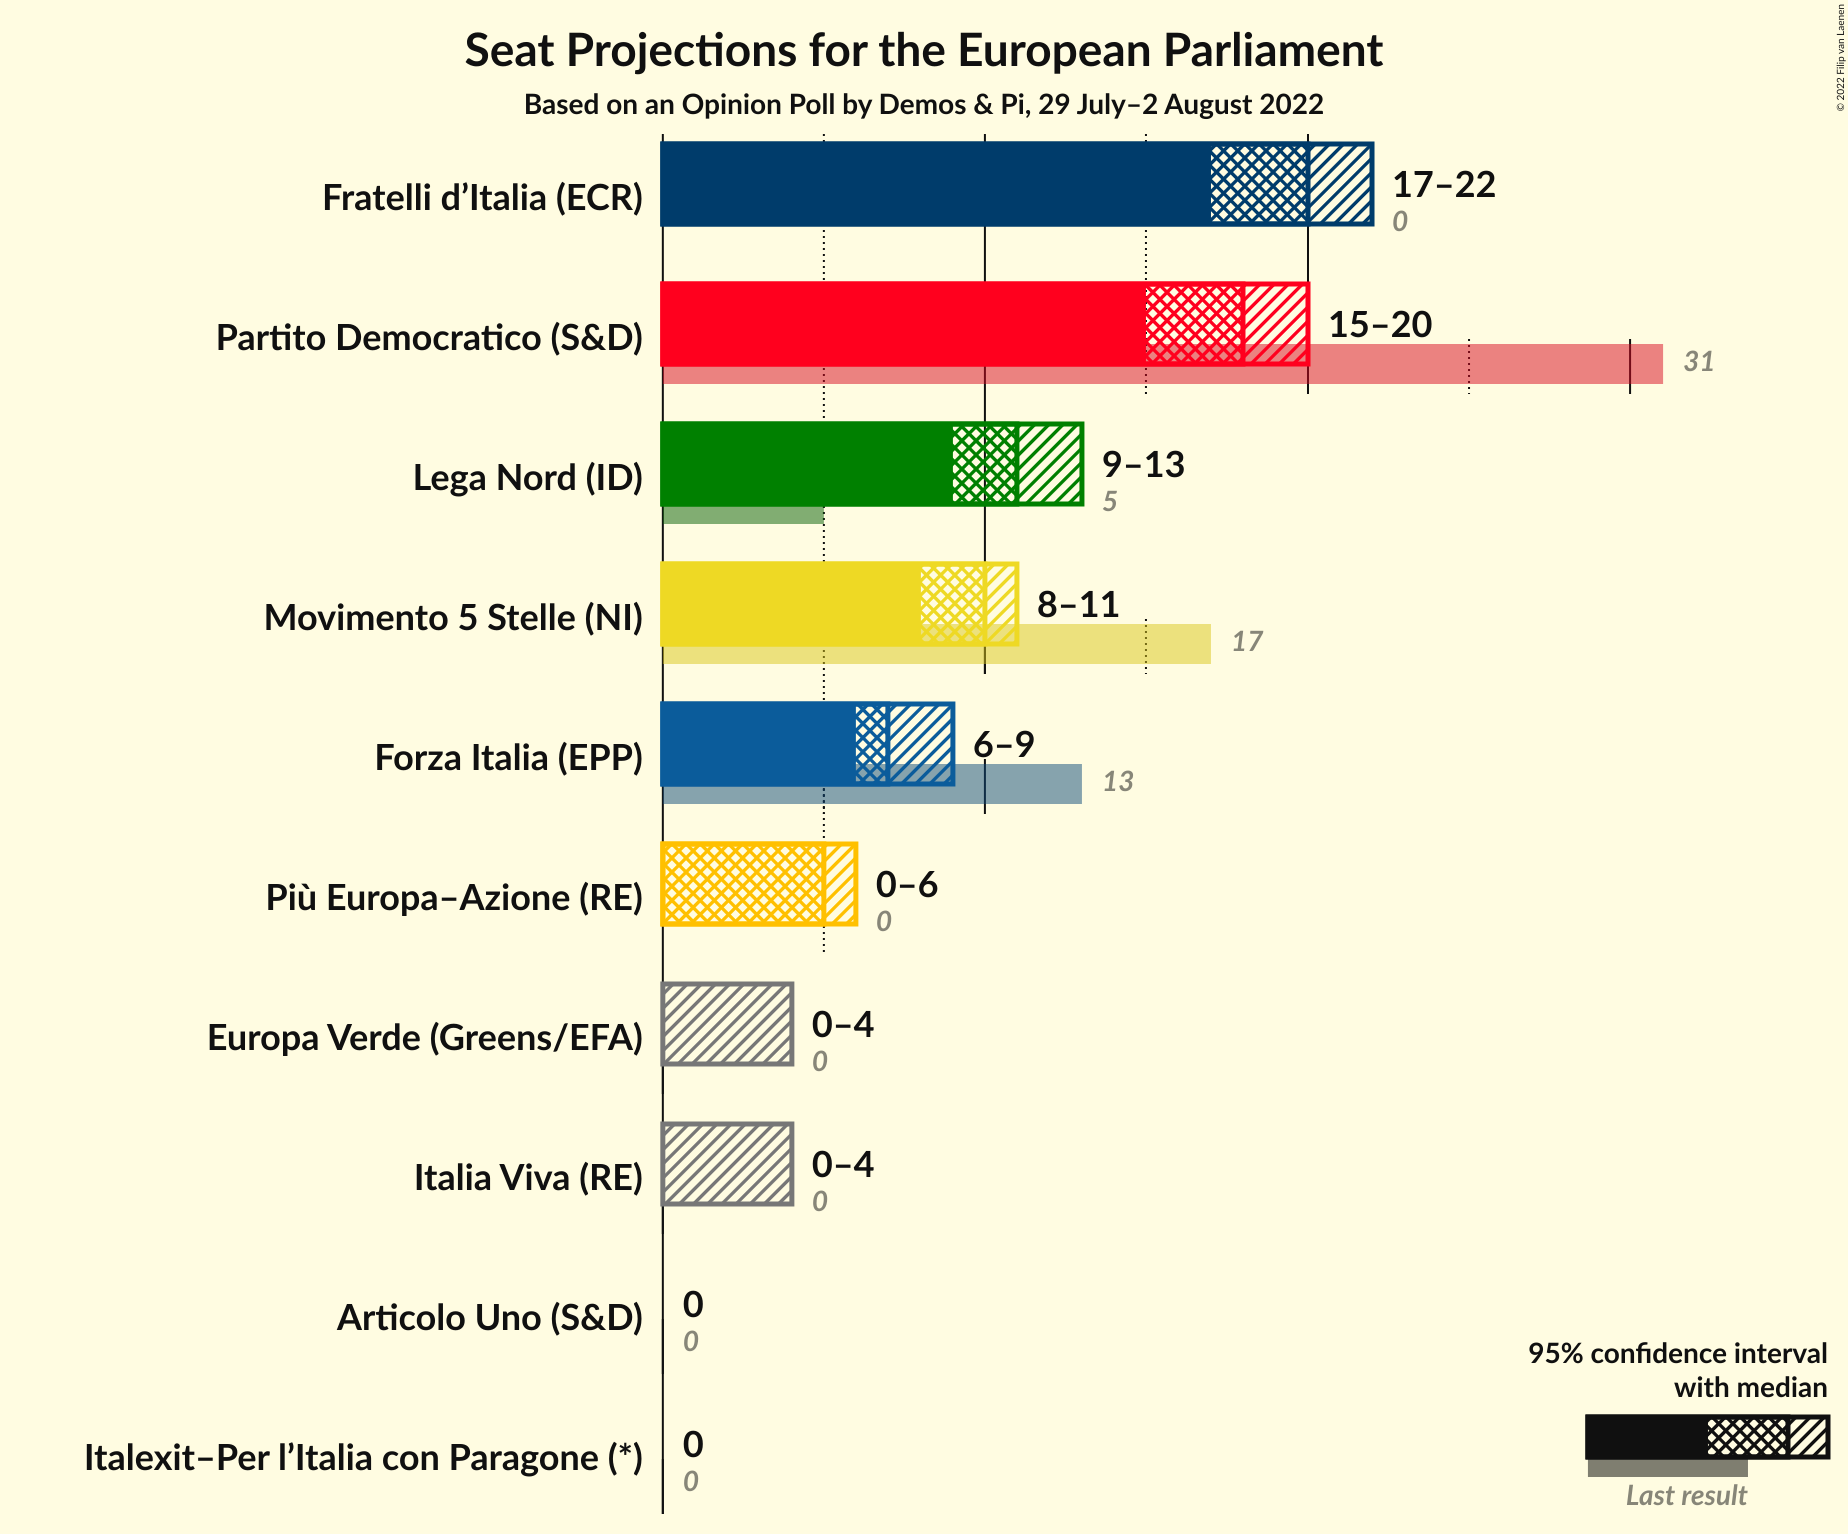 Seat Projections for the European Parliament
Based on an Opinion Poll by Demos & Pi, 29 July–2 August 2022
© 2022 Filip van Laenen
Fratelli d’Italia (ECR)
17–22
0
Partito Democratico (S&D)
15–20
31
Lega Nord (ID)
9–13
5
Movimento 5 Stelle (NI)
8–11
17
Forza Italia (EPP)
6–9
13
Più Europa–Azione (RE)
0–6
0
Europa Verde (Greens/EFA)
0–4
0
Italia Viva (RE)
0–4
0
Articolo Uno (S&D)
0
0
Italexit–Per l’Italia con Paragone (*)
0
0
95% confidence interval
with median
Last result